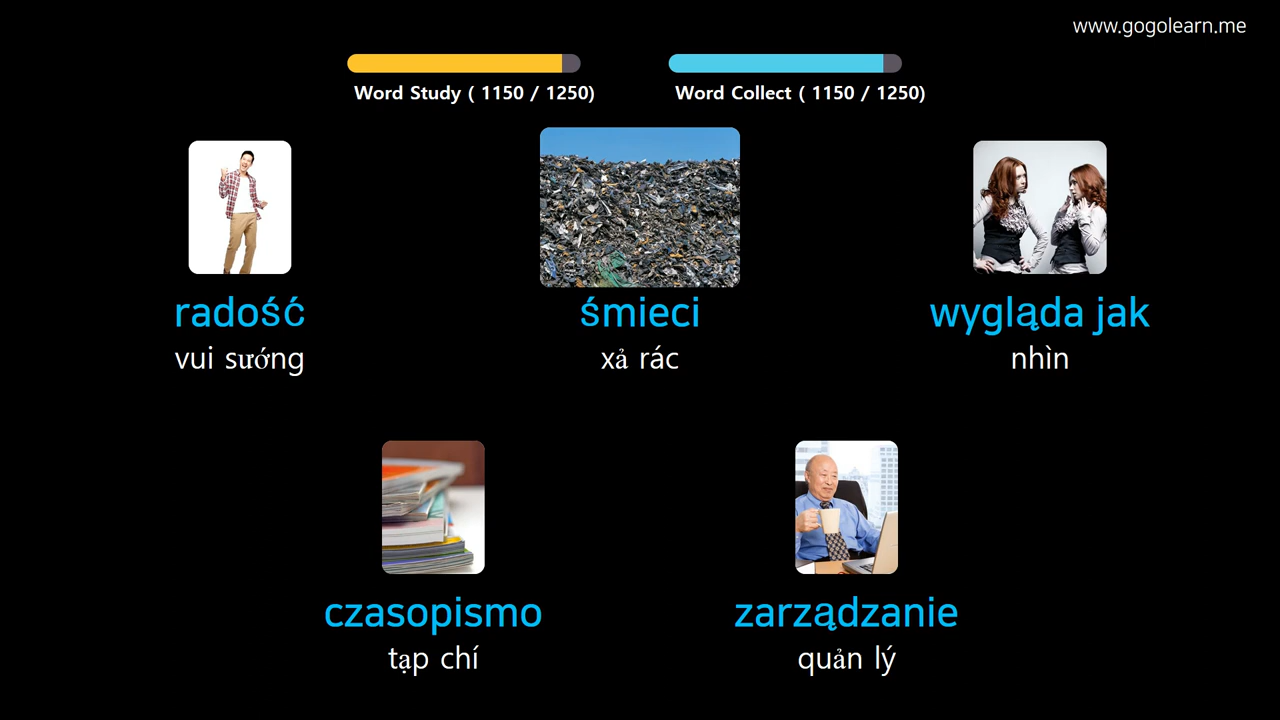 www.gogolearn.me
Word Study ( 1150 / 1250)
Word Collect ( 1150 / 1250)
radość
vui sướng
śmieci
xả rác
wygląda jak
nhìn
czasopismo
tạp chí
zarządzanie
quản lý